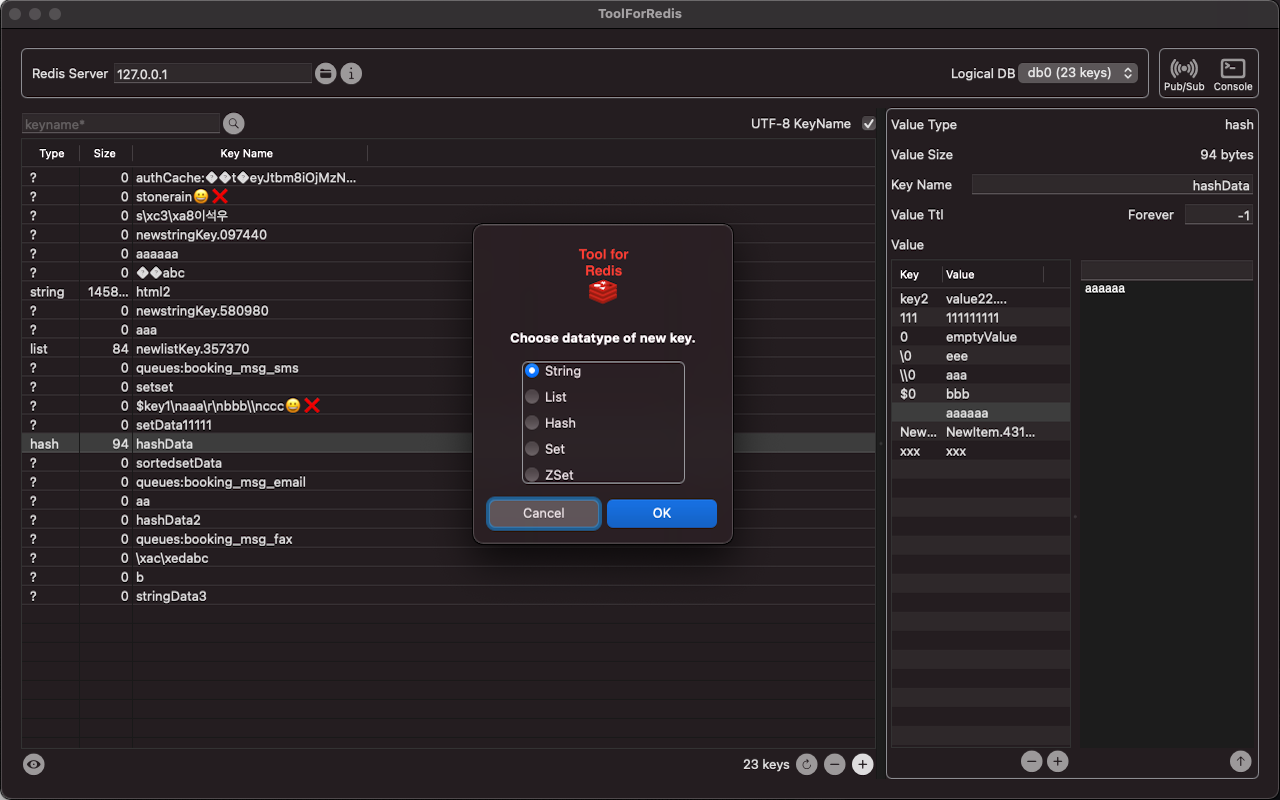 ToolForRedis
Redis Server 127.0.0.1 Logical DB db0 (23 keys) Pub/Sub Console
keyname* UTF-8 KeyName
Type Size Key Name
? 0 authCache:��t�eyJtbm8iOjMzN...
? 0 stonerain😀❌
? 0 s\xc3\xa8이석우
? 0 newstringKey.097440
? 0 aaaaaa
? 0 ��abc
string 1458... html2
? 0 newstringKey.580980
? 0 aaa
list 84 newlistKey.357370
? 0 queues:booking_msg_sms
? 0 setset
? 0 $key1\naaa\r\nbbb\\nccc😀❌
? 0 setData11111
hash 94 hashData
? 0 sortedsetData
? 0 queues:booking_msg_email
? 0 aa
? 0 hashData2
? 0 queues:booking_msg_fax
? 0 \xac\xedabc
? 0 b
? 0 stringData3
23 keys
Tool for
Redis
Choose datatype of new key.
String
List
Hash
Set
ZSet
Cancel OK
Value Type hash
Value Size 94 bytes
Key Name hashData
Value Ttl Forever -1
Value
Key Value
key2 value22....
111 111111111
0 emptyValue
\0 eee
\\0 aaa
$0 bbb
aaaaaa
New... NewItem.431...
xxx xxx
aaaaaa